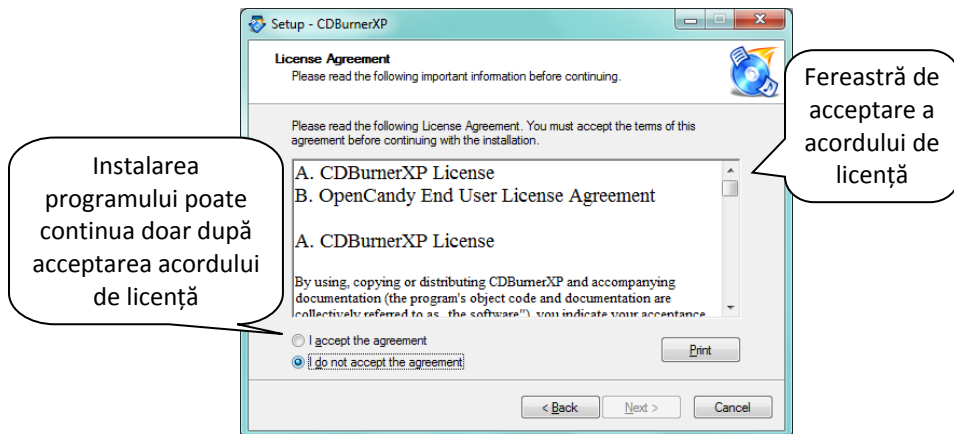 Setup - CDBurnerXP
License Agreement
Please read the following important information before continuing.
Please read the following License Agreement. You must accept the terms of this
agreement before continuing with the installation.
A. CDBurnerXP License
B. OpenCandy End User License Agreement
A. CDBurnerXP License
By using, copying or distributing CDBurnerXP and accompanying
documentation (the program's object code and documentation are
collectively referred to as "the software"), you indicate your acceptance
I accept the agreement
I do not accept the agreement
Print
< Back
Next >
Cancel
Instalarea
programului poate
continua doar după
acceptarea acordului
de licență
Fereastră de
acceptare a
acordului de
licență